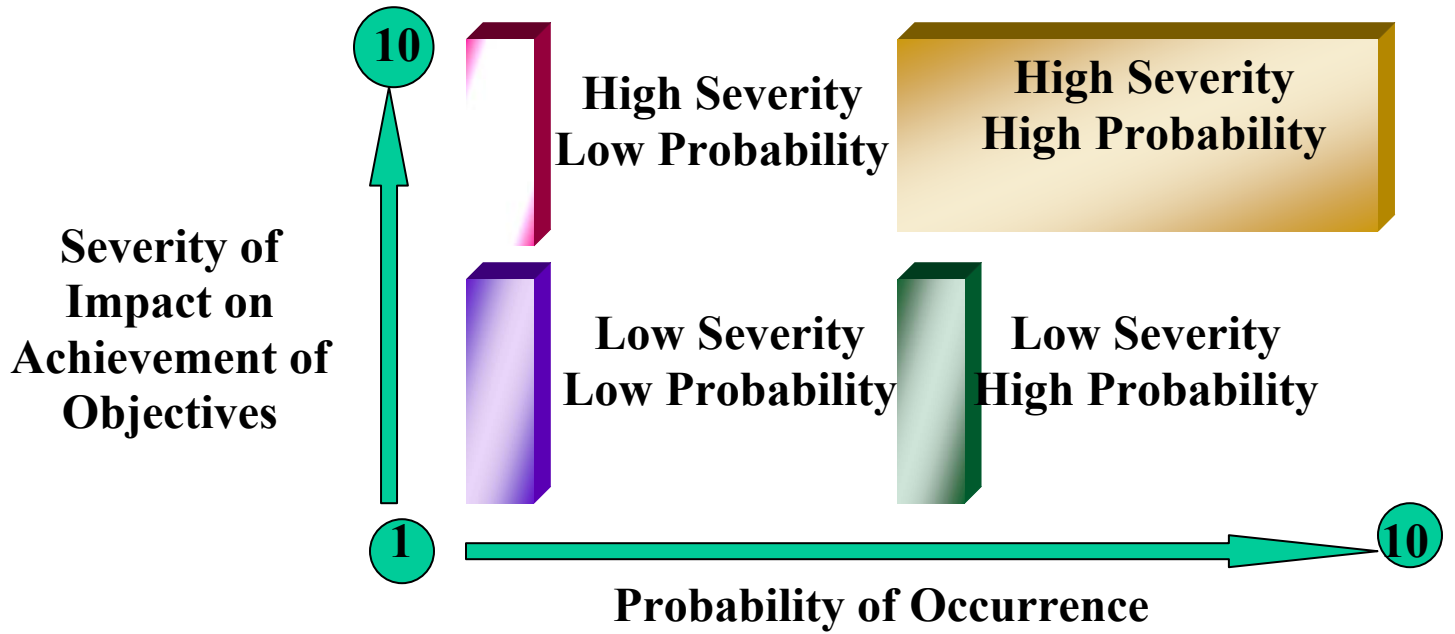 10
High Severity
Low Probability
High Severity
High Probability
Severity of
Impact on
Achievement of
Objectives
Low Severity
Low Probability
Low Severity
High Probability
1
10
Probability of Occurrence